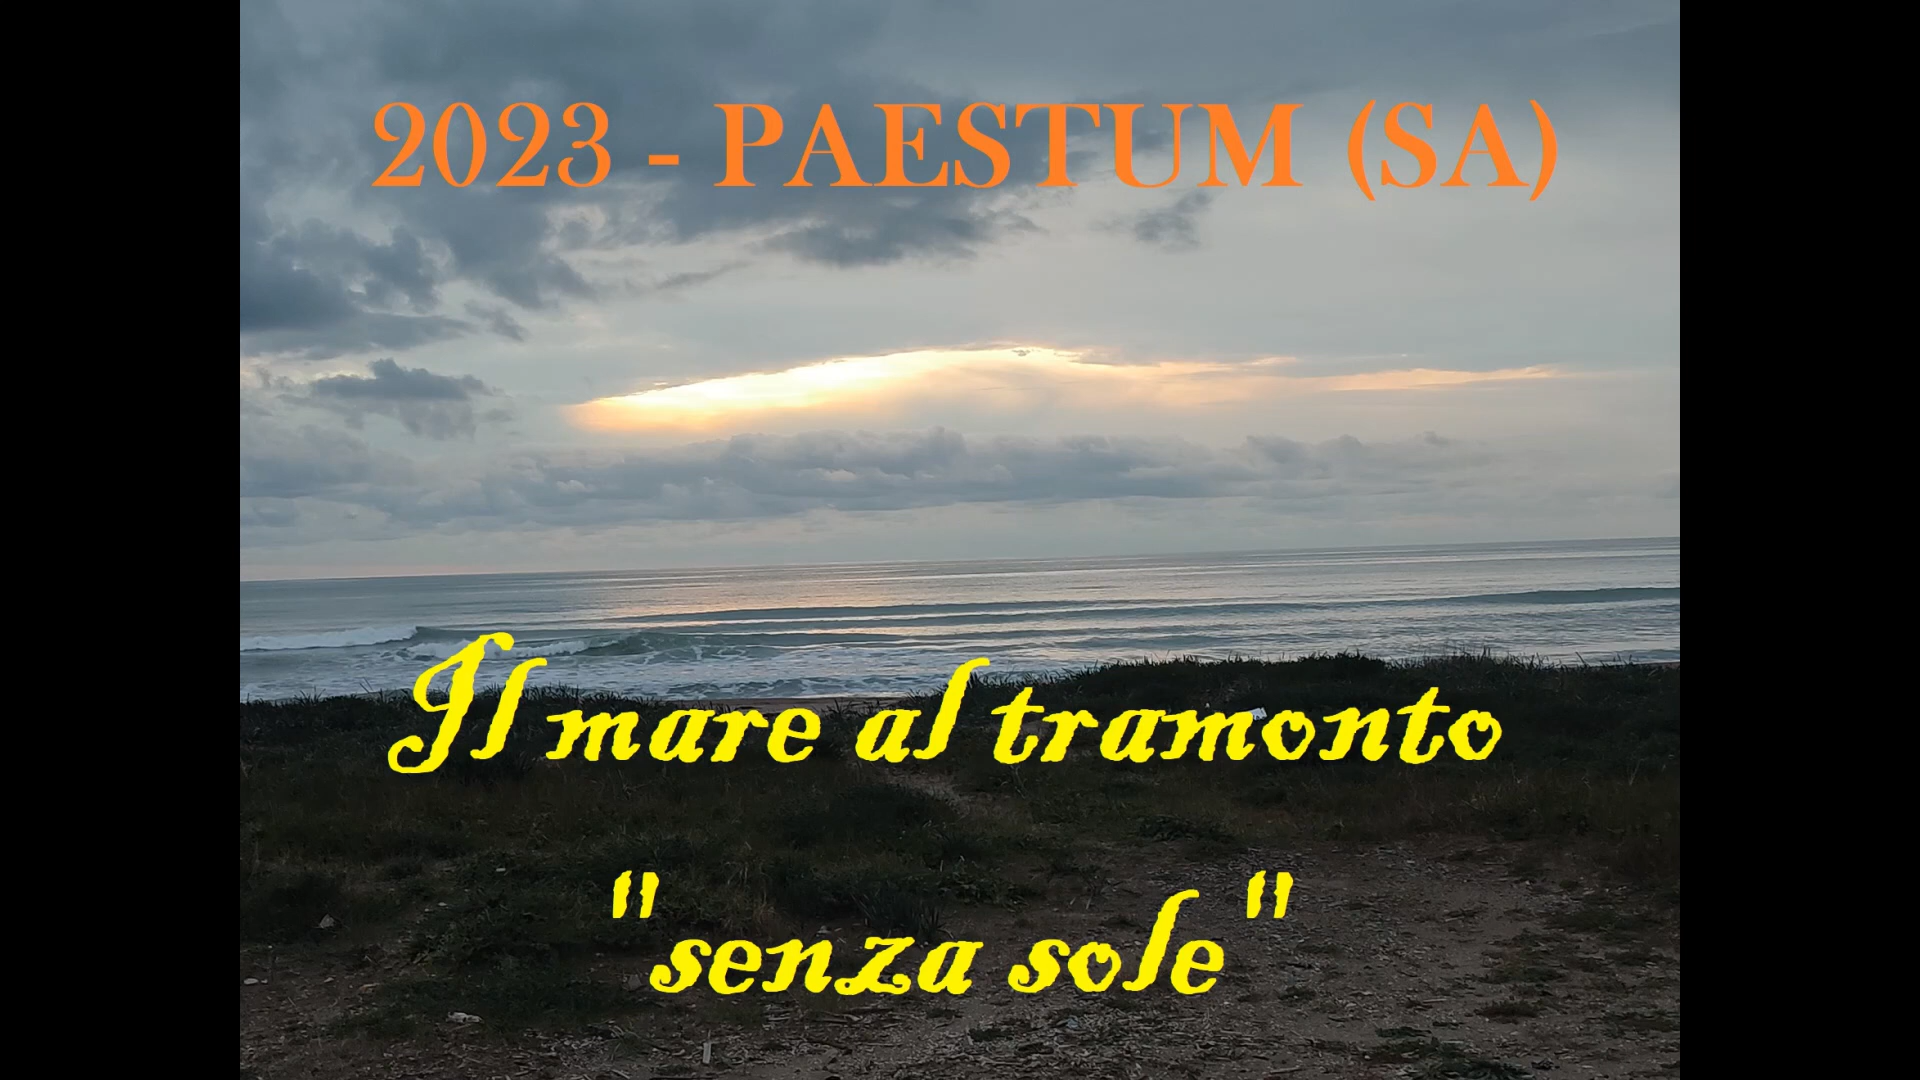 2023 - PAESTUM (SA)
Il mare al tramonto
"senza sole"